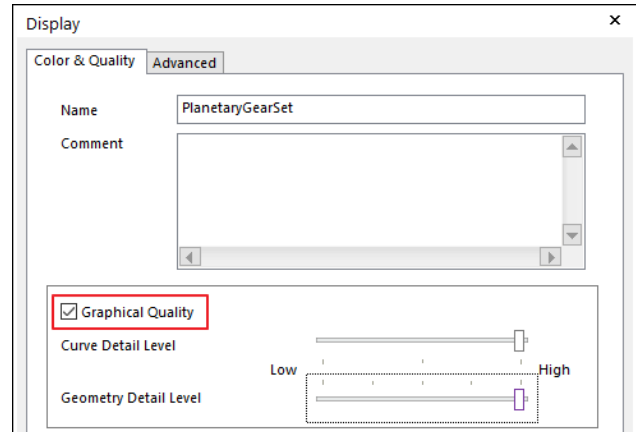 Display
Color & Quality Advanced
Name PlanetaryGearSet
Comment
Graphical Quality
Curve Detail Level
Low High
Geometry Detail Level